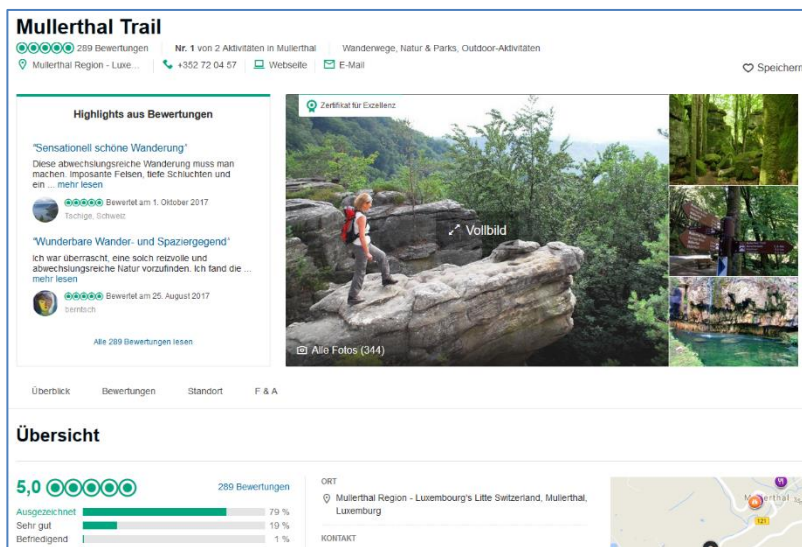 Mullerthal Trail
289 Bewertungen Nr. 1 von 2 Aktivitäten in Mullerthal Wanderwege, Natur & Parks, Outdoor-Aktivitäten
Mullerthal Region - Luxe... +352 72 04 57 Webseite E-Mail
Speichern
Highlights aus Bewertungen
"Sensationell schöne Wanderung"
Diese abwechslungsreiche Wanderung muss man
machen. Imposante Felsen, tiefe Schluchten und
ein ... mehr lesen
Bewertet am 1. Oktober 2017
Tschige, Schweiz
"Wunderbare Wander- und Spaziergegend"
Ich war überrascht, eine solch reizvolle und
abwechslungsreiche Natur vorzufinden. Ich fand die ...
mehr lesen
Bewertet am 25. August 2017
berntsch
Alle 289 Bewertungen lesen
Zertifikat für Exzellenz
Vollbild
Alle Fotos (344)
Überblick Bewertungen Standort F & A
Übersicht
5,0 289 Bewertungen
Ausgezeichnet 79 %
Sehr gut 19 %
Befriedigend 1 %
ORT
Mullerthal Region - Luxembourg's Litte Switzerland, Mullerthal,
Luxemburg
KONTAKT
121